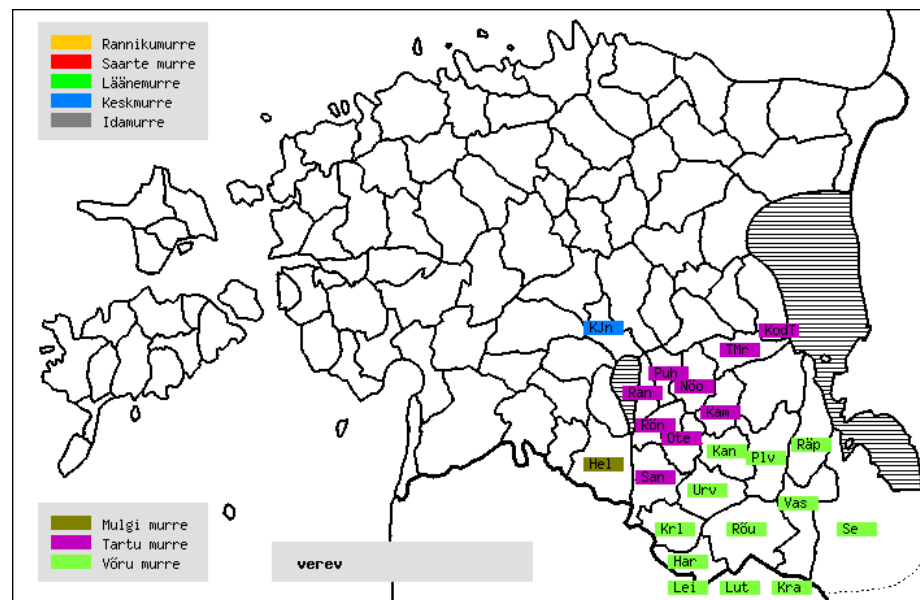 Rannikumurre
Saarte murre
Läänemurre
Keskmurre
Idamurre
KJn
KodT
TMr
Puh
Nõo
Ran
Kam
Rõn
Ote
Kan
Räp
Plv
Hel
San
Urv
Vas
Krl
Rõu
Se
Har
Lei
Lut
Kra
Mulgi murre
Tartu murre
Võru murre
verev